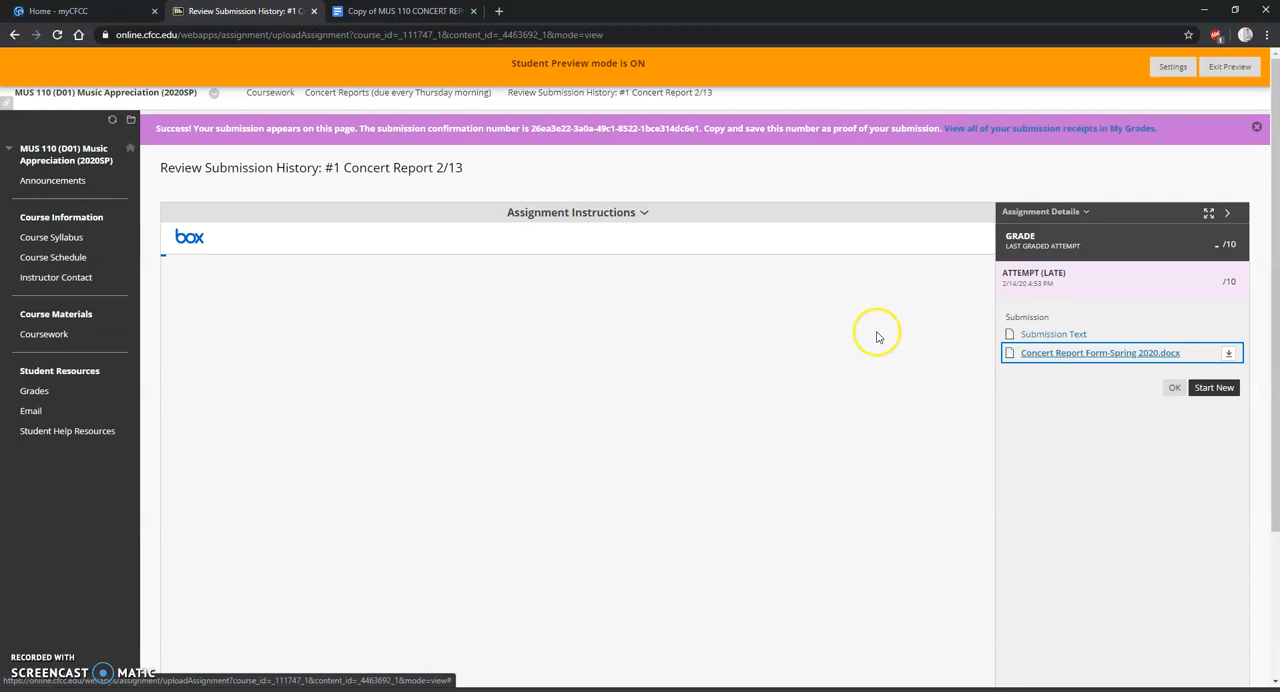 Home - myCFCC
Review Submission History: #1 C
Copy of MUS 110 CONCERT REP
online.cfcc.edu/webapps/assignment/uploadAssignment?course_id=_111747_1&content_id=_4463692_1&mode=view
Student Preview mode is ON
Settings
Exit Preview
MUS 110 (D01) Music Appreciation (2020SP)
Coursework
Concert Reports (due every Thursday morning)
Review Submission History: #1 Concert Report 2/13
Success! Your submission appears on this page. The submission confirmation number is 26ea3e22-3a0a-49c1-8522-1bce314dc6e1. Copy and save this number as proof of your submission. View all of your submission receipts in My Grades.
MUS 110 (D01) Music
Appreciation (2020SP)
Announcements
Course Information
Course Syllabus
Course Schedule
Instructor Contact
Course Materials
Coursework
Student Resources
Grades
Email
Student Help Resources
Review Submission History: #1 Concert Report 2/13
Assignment Instructions
box
Assignment Details
GRADE
LAST GRADED ATTEMPT
- /10
ATTEMPT (LATE)
2/14/20 4:53 PM
/10
Submission
Submission Text
Concert Report Form-Spring 2020.docx
OK
Start New
RECORDED WITH
SCREENCAST MATIC
https://online.cfcc.edu/webapps/assignment/uploadAssignment?course_id=_111747_1&content_id=_4463692_1&mode=view#